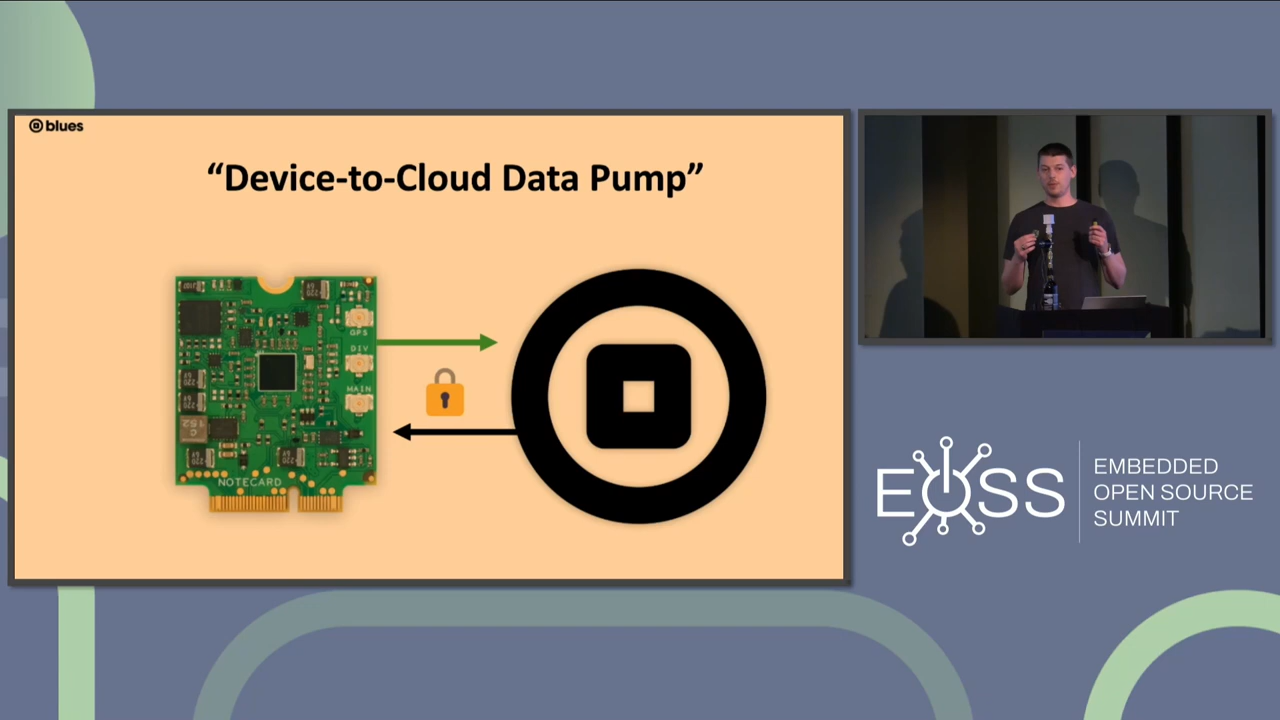 blues
“Device-to-Cloud Data Pump”
GPS
DIV
MAIN
NOTECARD
EOSS
EMBEDDED
OPEN SOURCE
SUMMIT